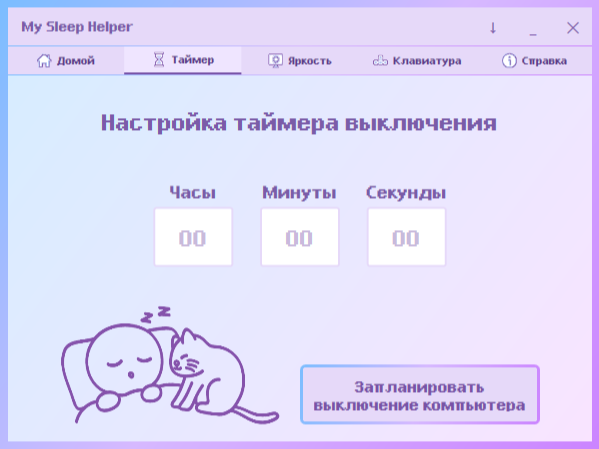 My Sleep Helper
Домой Таймер Яркость Клавиатура Справка
Настройка таймера выключения
Часы Минуты Секунды
00 00 00
z z
Запланировать
выключение компьютера